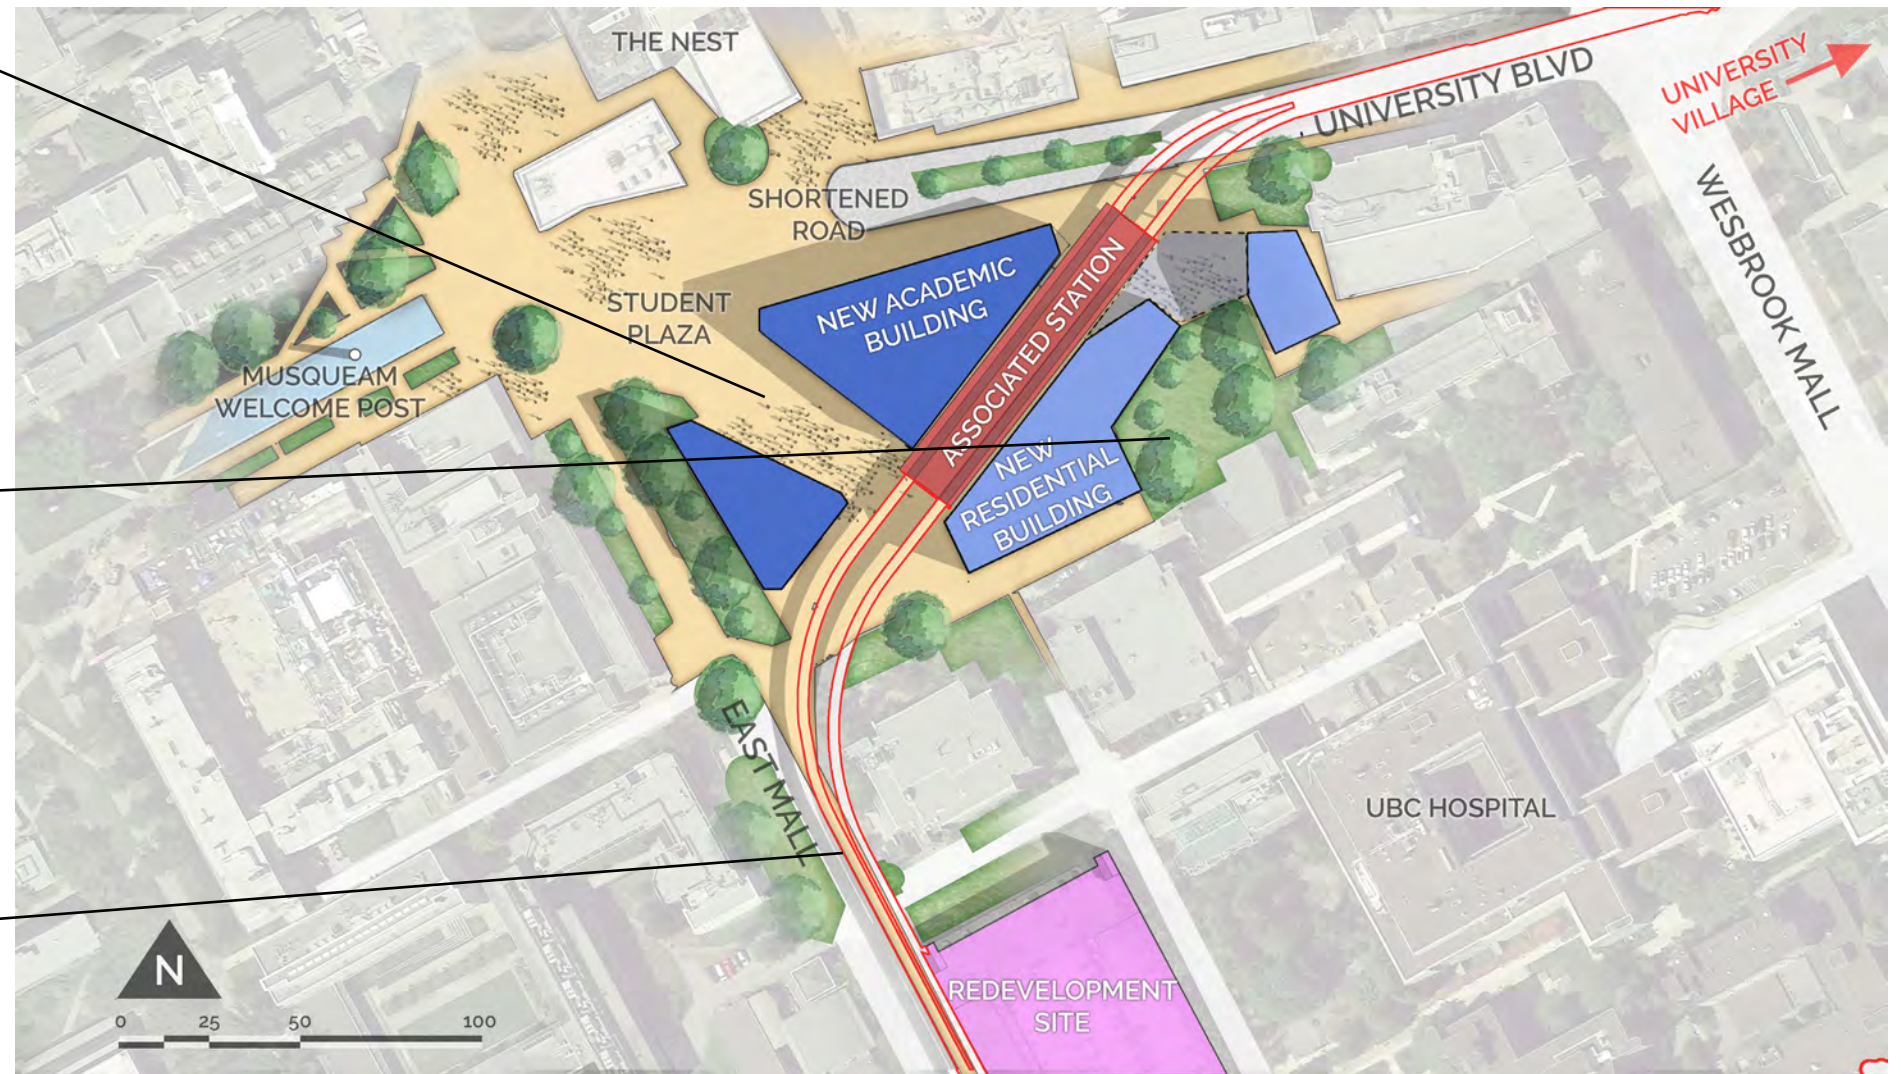 THE NEST
UNIVERSITY BLVD
UNIVERSITY
VILLAGE
WESBROOK MALL
SHORTENED
ROAD
STUDENT
PLAZA
NEW ACADEMIC
BUILDING
ASSOCIATED STATION
MUSQUEAM
WELCOME POST
NEW
RESIDENTIAL
BUILDING
EAST MALL
UBC HOSPITAL
REDEVELOPMENT
SITE
N
0 25 50 100